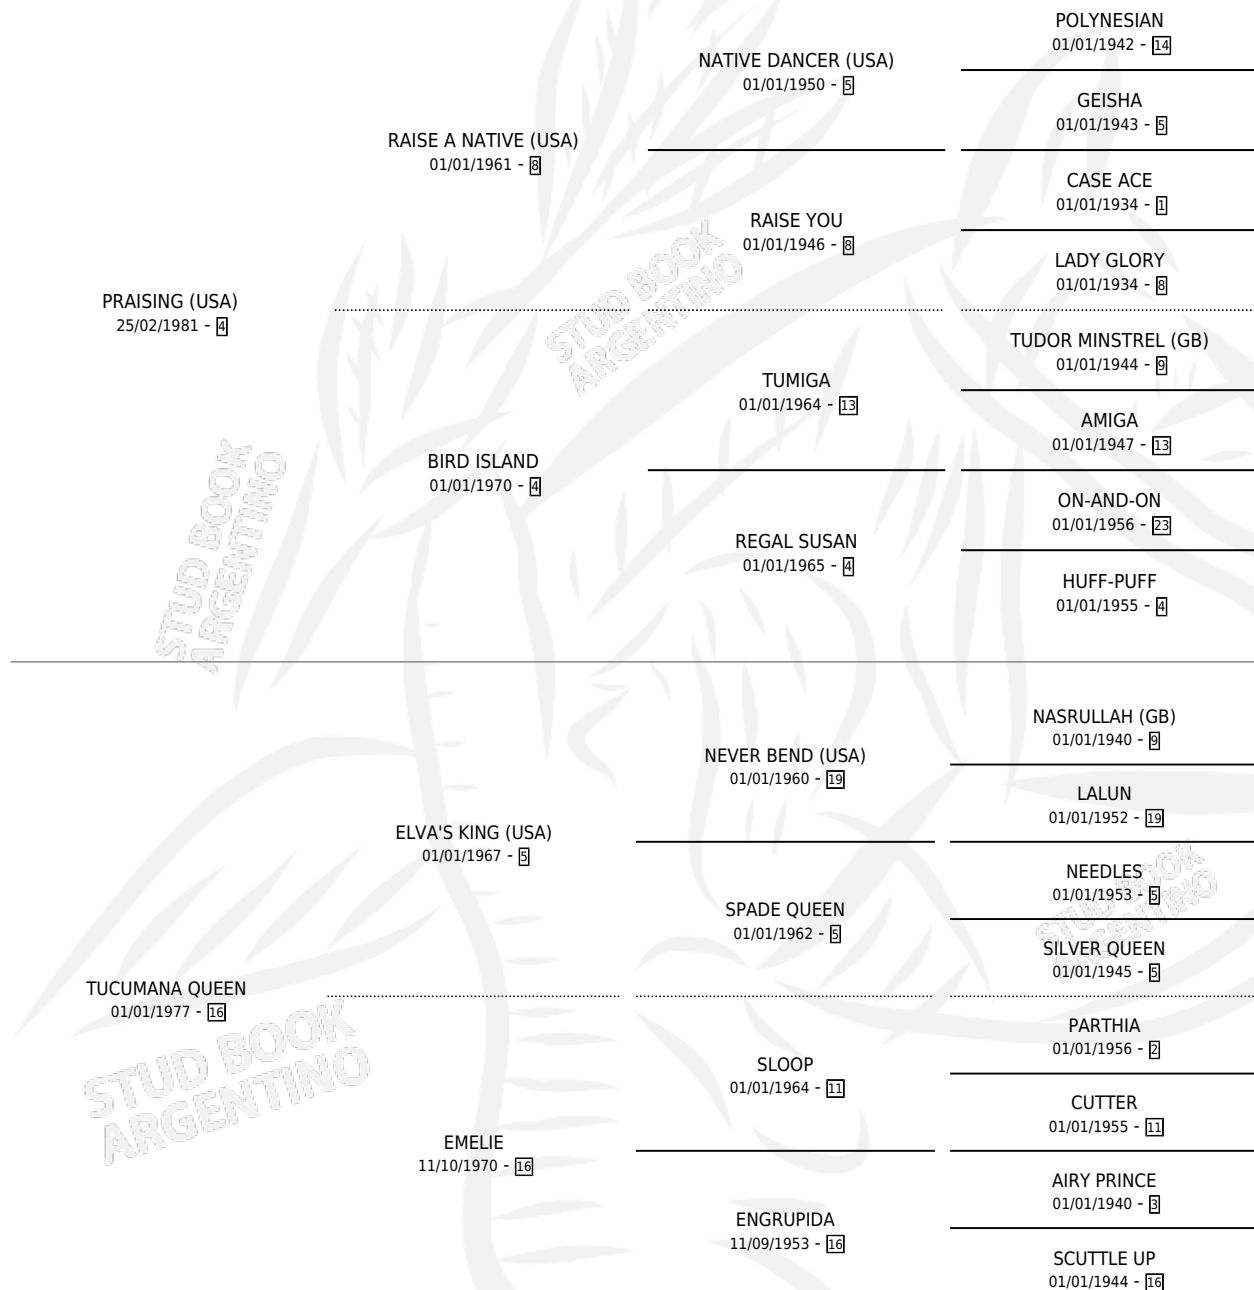 POLYNESIAN
01/01/1942 - 14
NATIVE DANCER (USA)
01/01/1950 - 5
GEISHA
01/01/1943 - 5
RAISE A NATIVE (USA)
01/01/1961 - 8
CASE ACE
01/01/1934 - 1
RAISE YOU
01/01/1946 - 8
LADY GLORY
01/01/1934 - 8
PRAISING (USA)
25/02/1981 - 4
STUD BOOK
ARGENTINO
TUDOR MINSTREL (GB)
01/01/1944 - 9
TUMIGA
01/01/1964 - 13
AMIGA
01/01/1947 - 13
BIRD ISLAND
01/01/1970 - 4
ON-AND-ON
01/01/1956 - 23
REGAL SUSAN
01/01/1965 - 4
HUFF-PUFF
01/01/1955 - 4
STUD BOOK
ARGENTINO
NASRULLAH (GB)
01/01/1940 - 9
NEVER BEND (USA)
01/01/1960 - 19
LALUN
01/01/1952 - 19
ELVA'S KING (USA)
01/01/1967 - 5
NEEDLES
01/01/1953 - 5
STUD BOOK
ARGENTINO
SPADE QUEEN
01/01/1962 - 5
SILVER QUEEN
01/01/1945 - 5
TUCUMANA QUEEN
01/01/1977 - 16
STUD BOOK
ARGENTINO
PARTHIA
01/01/1956 - 2
SLOOP
01/01/1964 - 11
CUTTER
01/01/1955 - 11
EMELIE
11/10/1970 - 16
AIRY PRINCE
01/01/1940 - 3
ENGRUPIDA
11/09/1953 - 16
SCUTTLE UP
01/01/1944 - 16